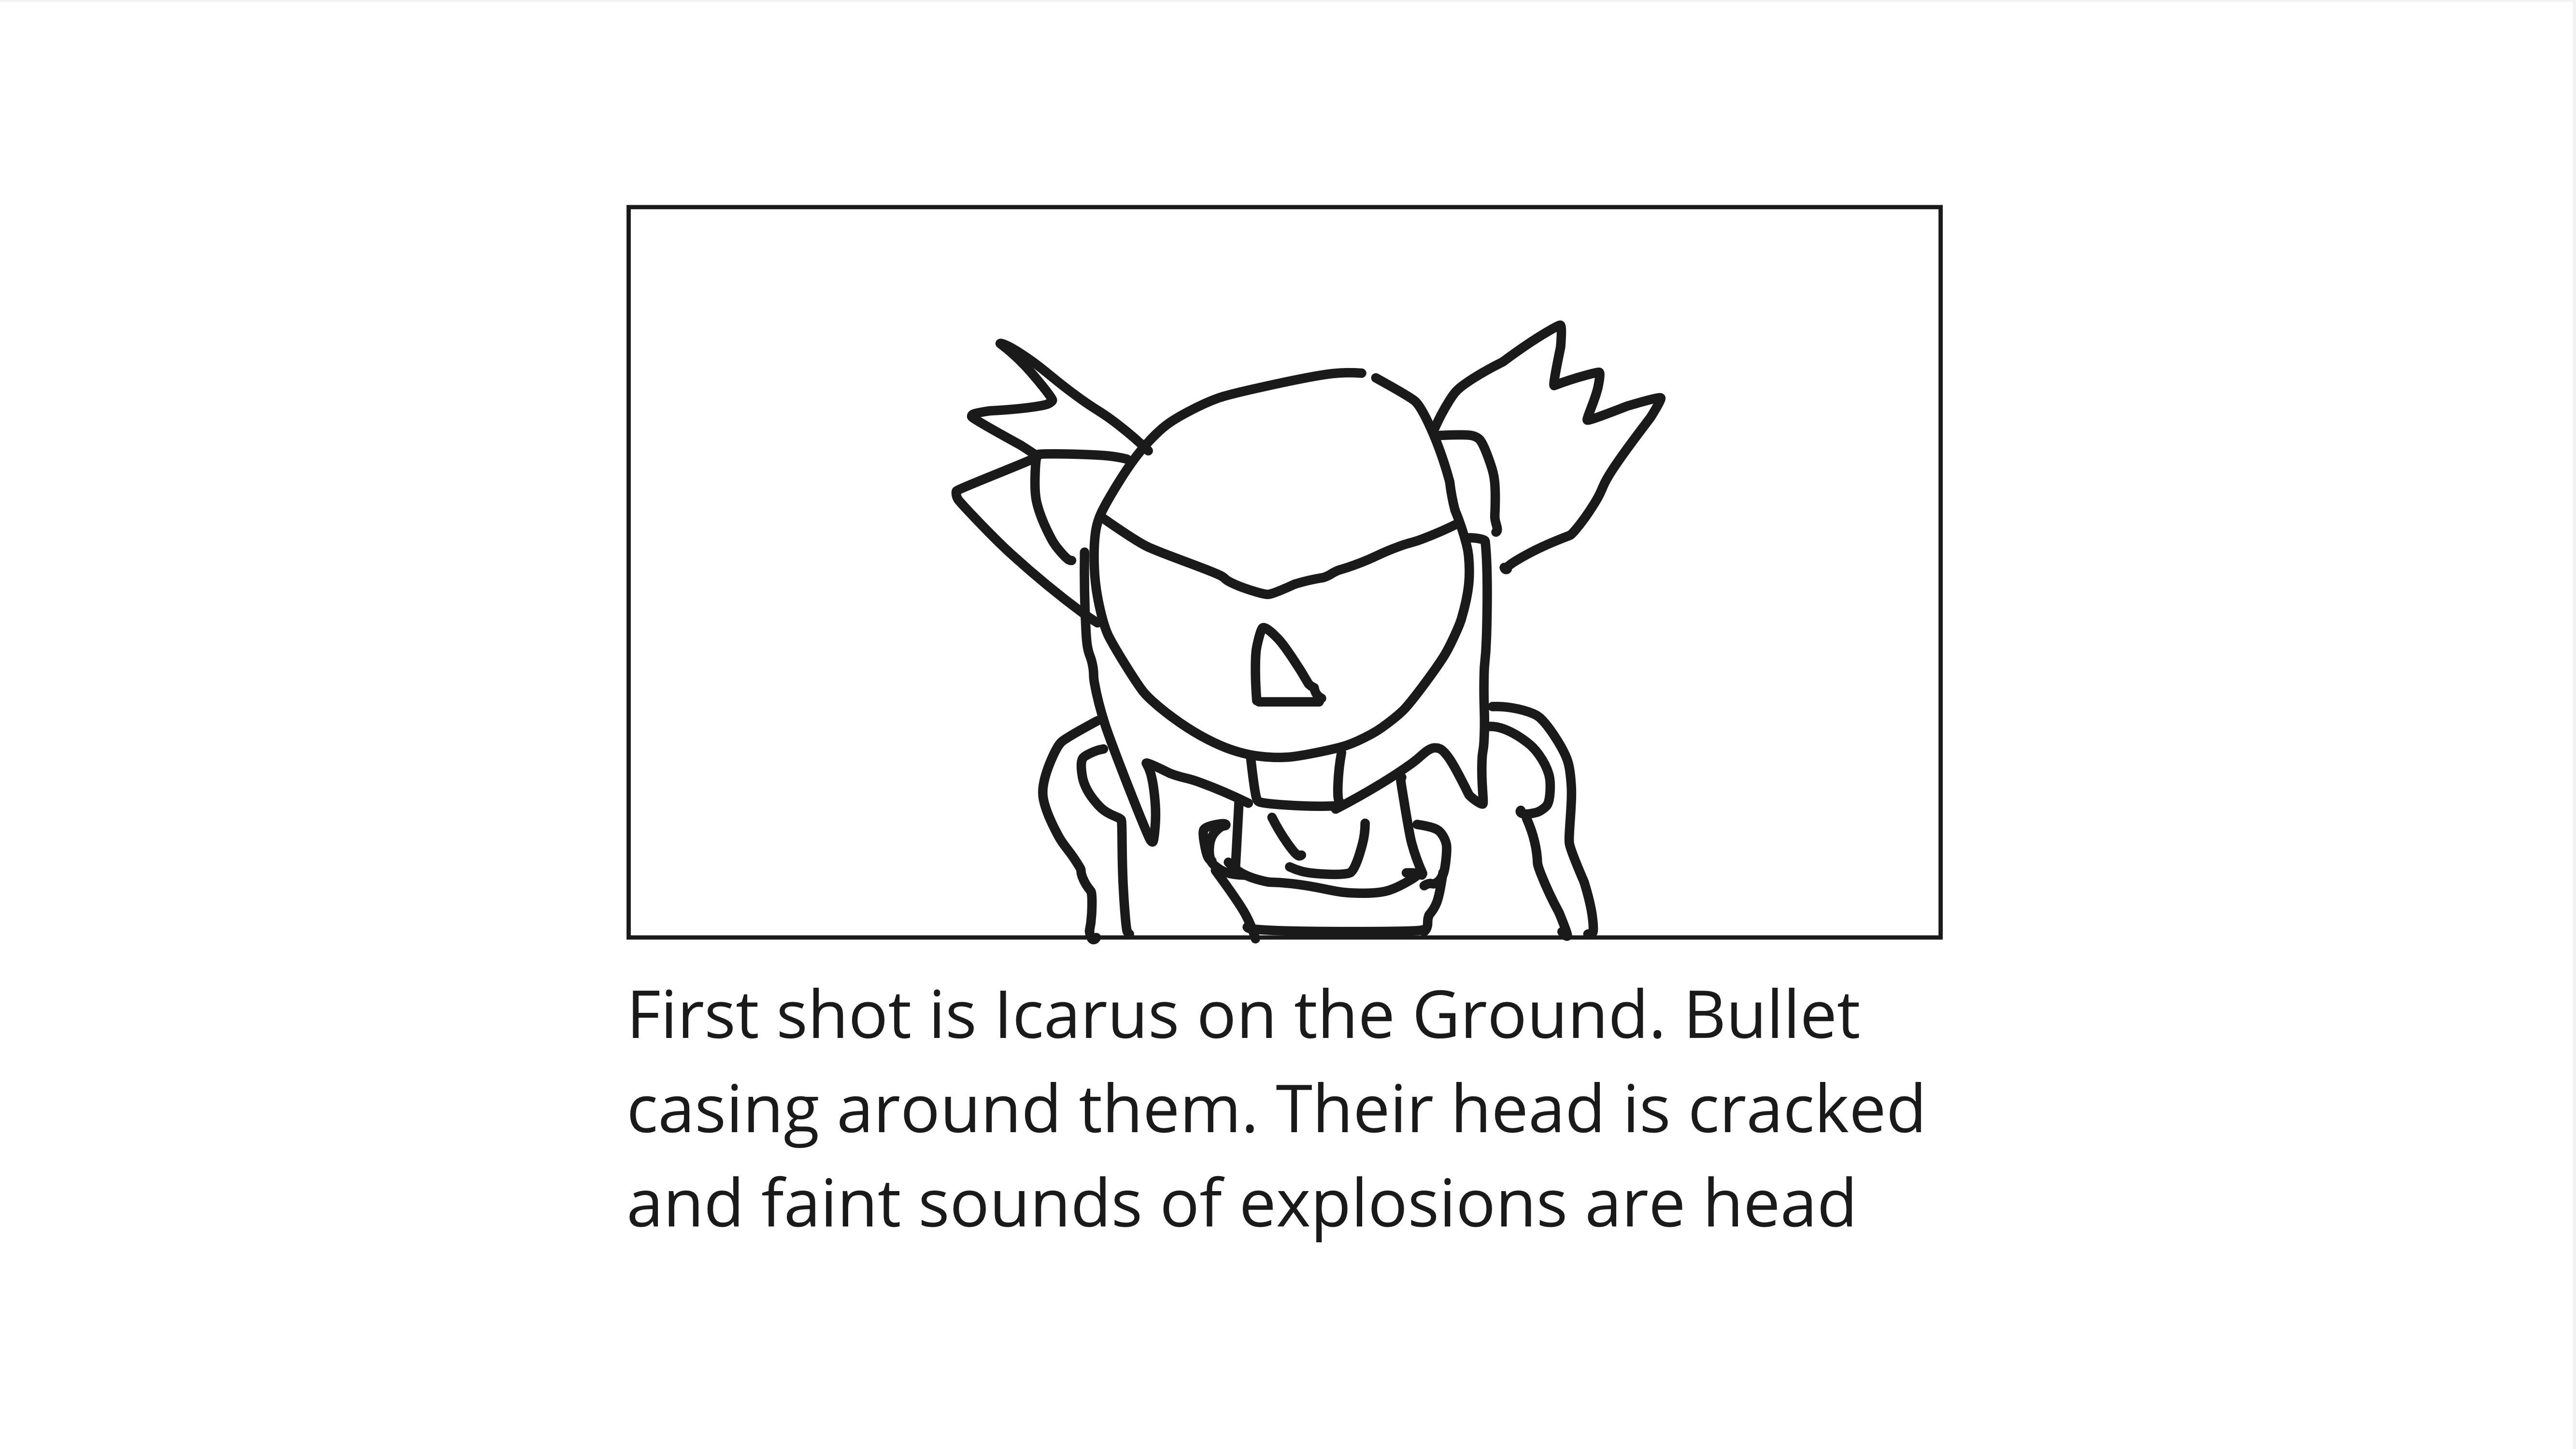 First shot is Icarus on the Ground. Bullet
casing around them. Their head is cracked
and faint sounds of explosions are head